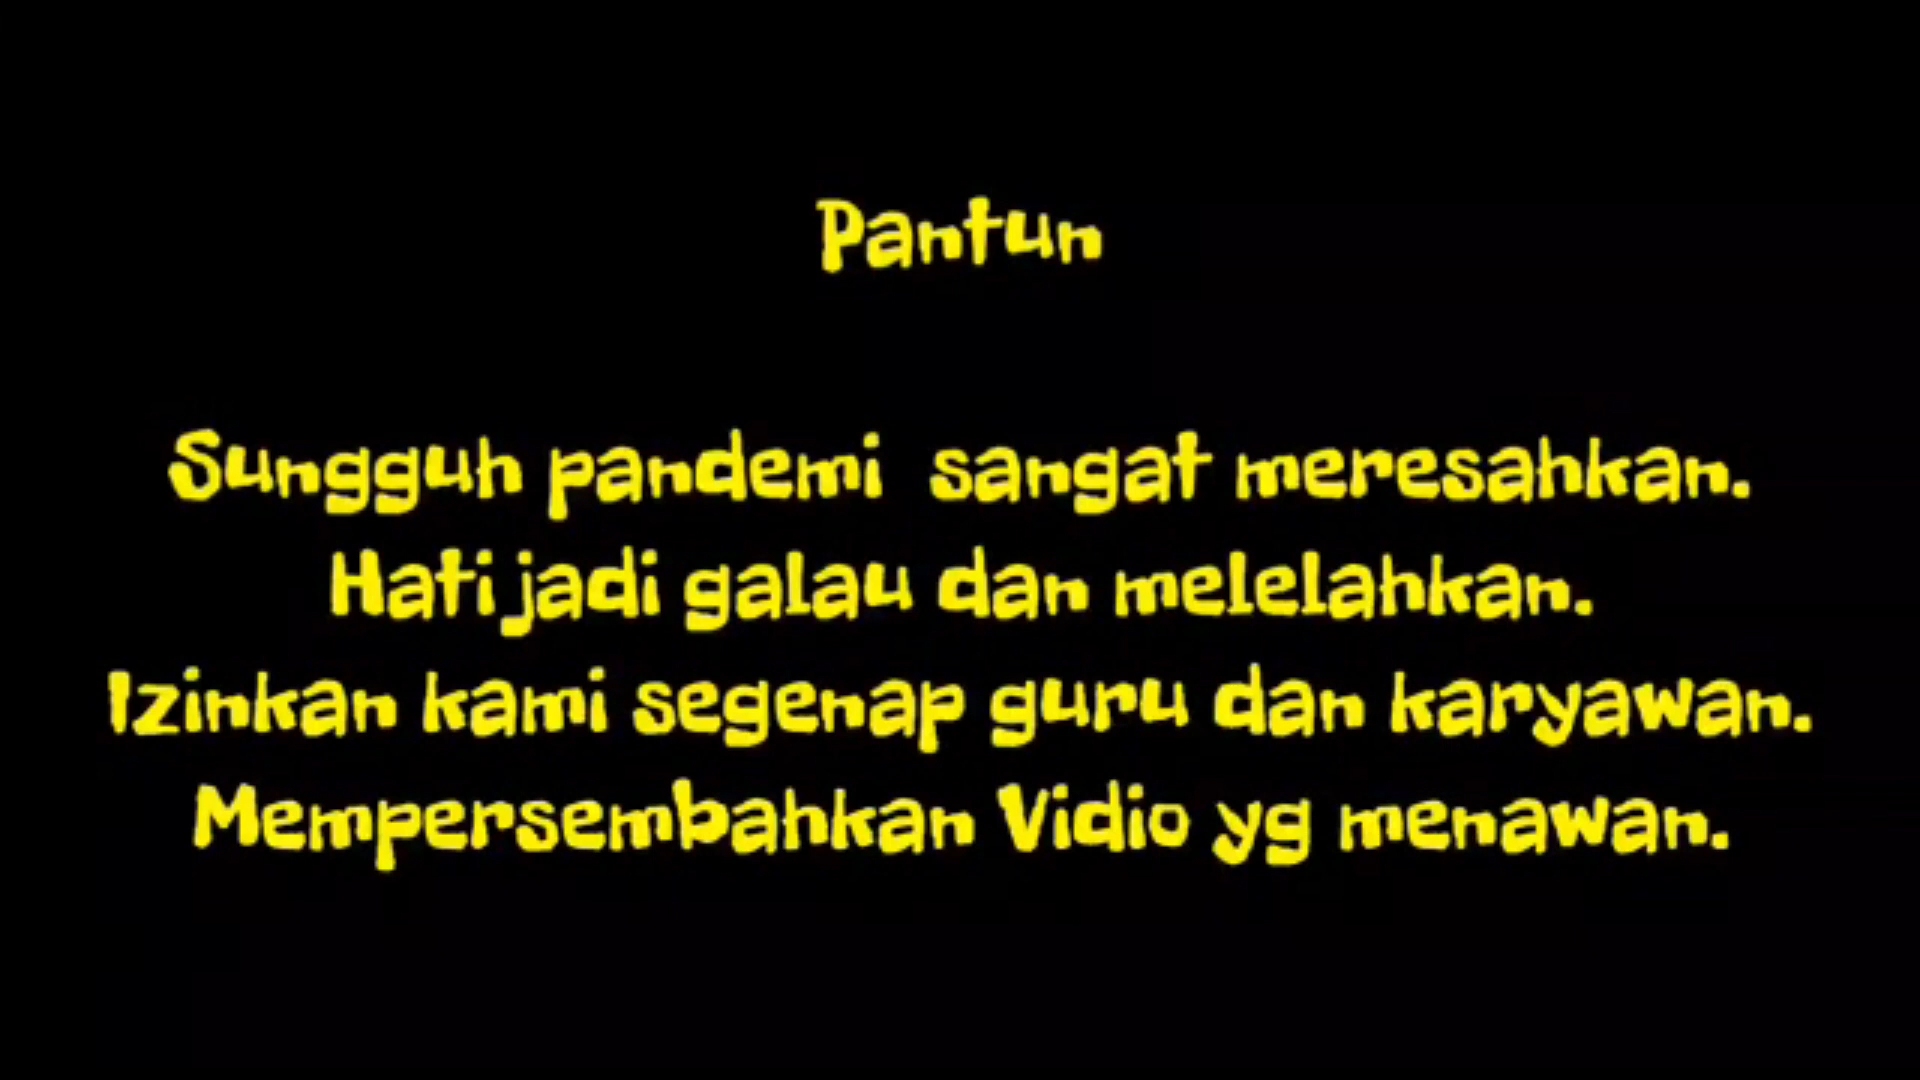 Pantun
Sungguh pandemi sangat meresahkan.
Hati jadi galau dan melelahkan.
Izinkan kami segenap guru dan karyawan.
Mempersembahkan Vidio yg menawan.